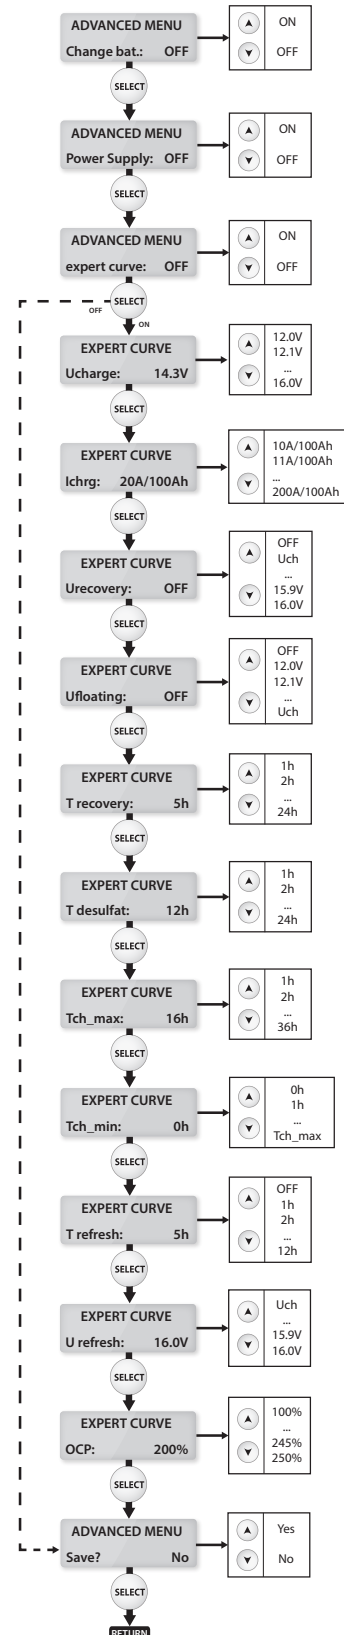 ADVANCED MENU
Change bat.: OFF
ON
OFF
SELECT
ADVANCED MENU
Power Supply: OFF
ON
OFF
SELECT
ADVANCED MENU
expert curve: OFF
ON
OFF
SELECT
OFF
ON
EXPERT CURVE
Ucharge: 14.3V
12.0V
12.1V
...
16.0V
SELECT
EXPERT CURVE
Ichrg: 20A/100Ah
10A/100Ah
11A/100Ah
...
200A/100Ah
SELECT
EXPERT CURVE
Urecovery: OFF
OFF
Uch
...
15.9V
16.0V
SELECT
EXPERT CURVE
Ufloating: OFF
OFF
12.0V
12.1V
...
Uch
SELECT
EXPERT CURVE
T recovery: 5h
1h
2h
...
24h
SELECT
EXPERT CURVE
T desulfat: 12h
1h
2h
...
24h
SELECT
EXPERT CURVE
Tch_max: 16h
1h
2h
...
36h
SELECT
EXPERT CURVE
Tch_min: 0h
0h
1h
...
Tch_max
SELECT
EXPERT CURVE
T refresh: 5h
OFF
1h
2h
...
12h
SELECT
EXPERT CURVE
U refresh: 16.0V
Uch
...
15.9V
16.0V
SELECT
EXPERT CURVE
OCP: 200%
100%
...
245%
250%
SELECT
ADVANCED MENU
Save? No
Yes
No
SELECT
RETURN